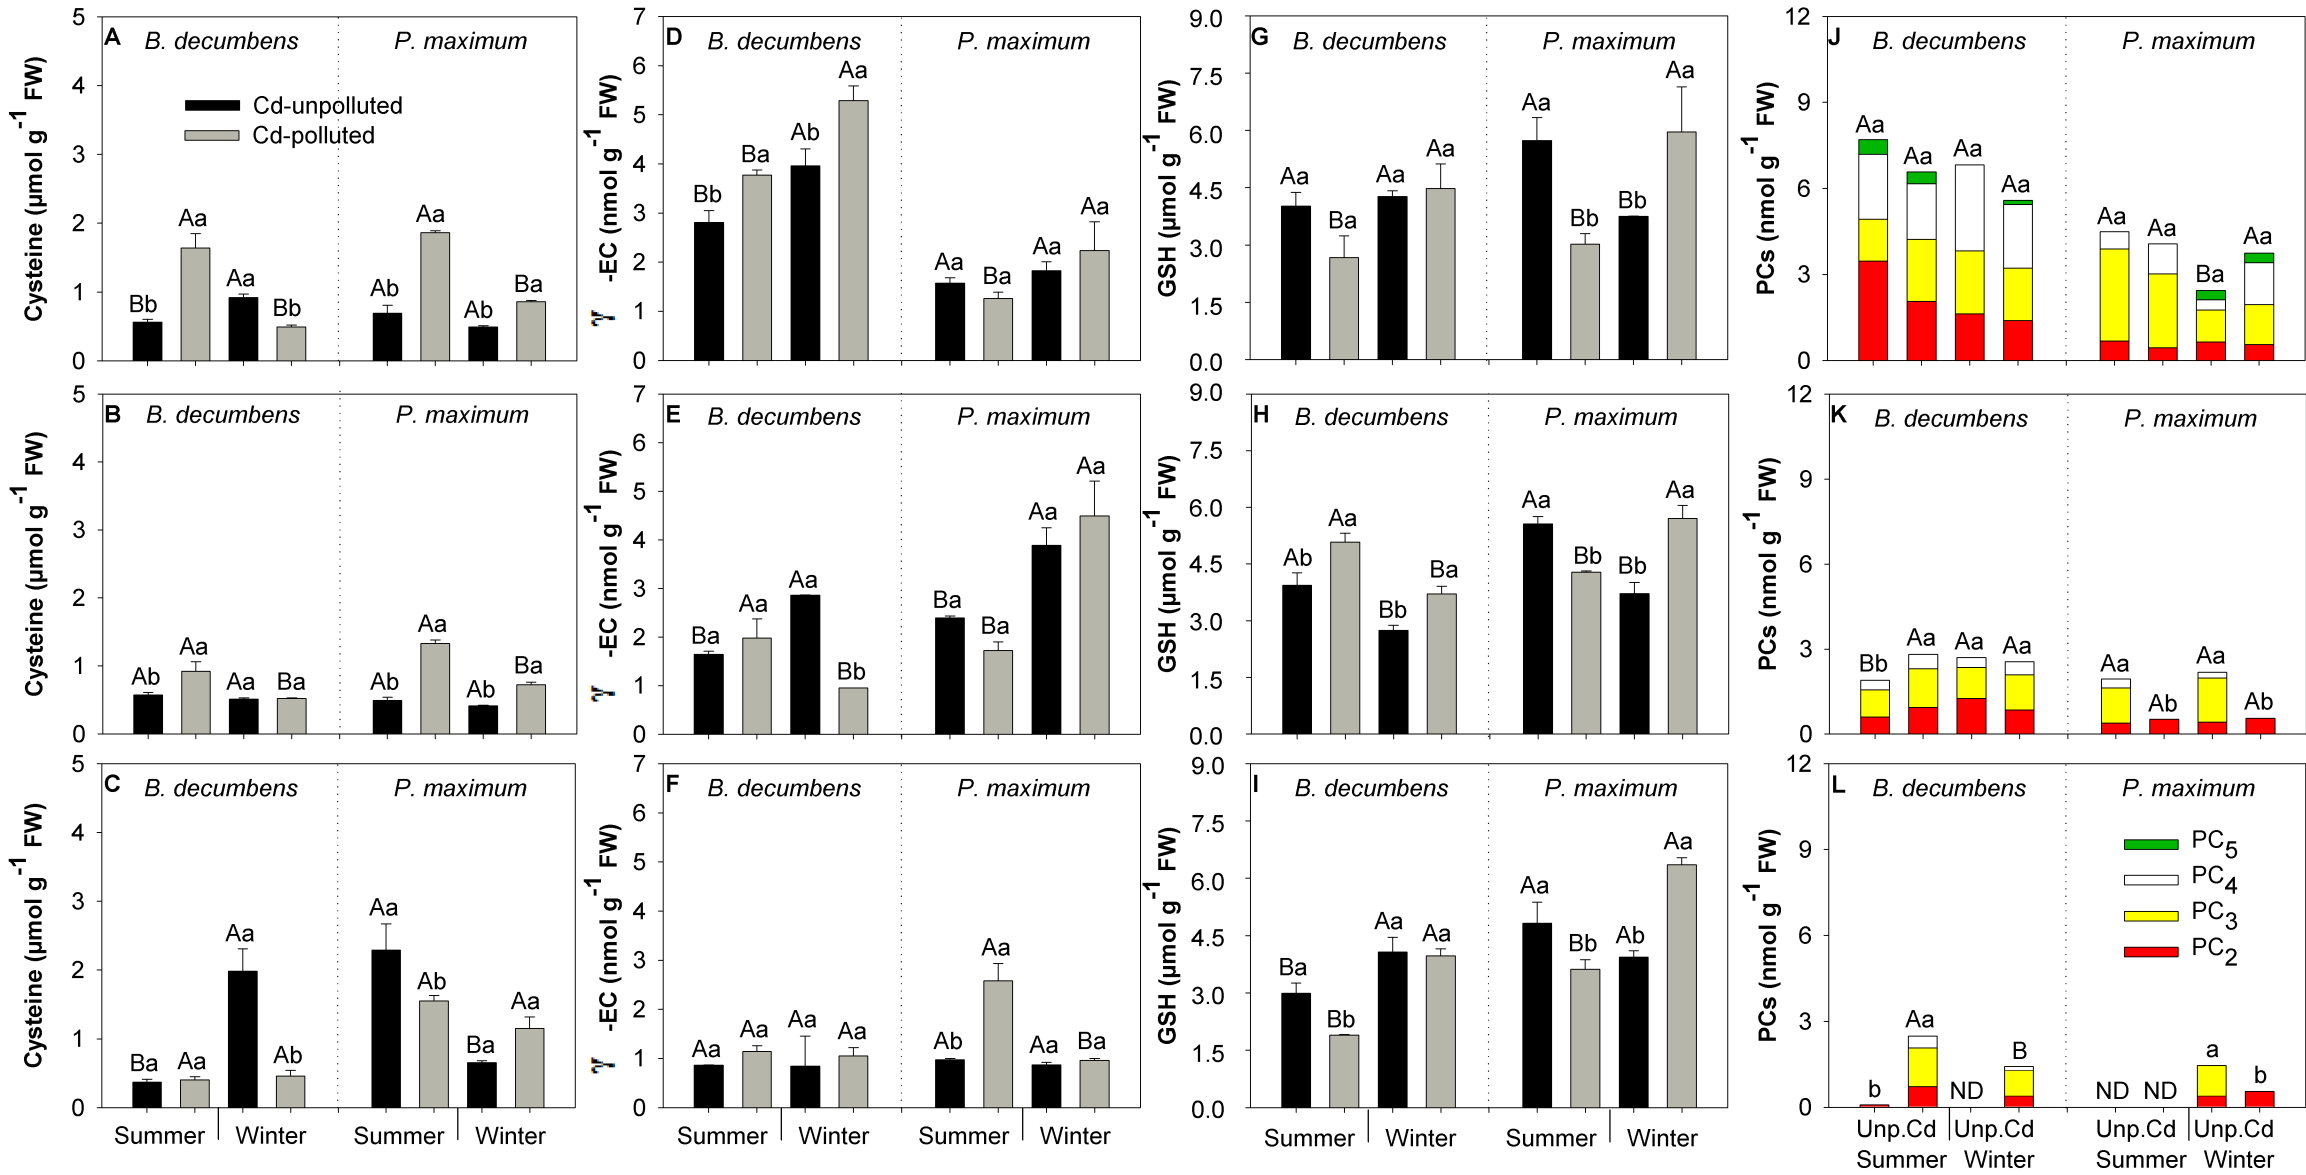 A B. decumbens P. maximum
Cd-unpolluted
Cd-polluted
Cysteine (µmol g-1 FW)
5
4
3
2
1
0
Bb Aa Aa Bb Ab Aa Ab Ba
D B. decumbens P. maximum
γ -EC (nmol g-1 FW)
7
6
5
4
3
2
1
0
Bb Ba Ab Aa Aa Ba Aa Aa
G B. decumbens P. maximum
GSH (µmol g-1 FW)
9.0
7.5
6.0
4.5
3.0
1.5
0.0
Aa Ba Aa Aa Aa Bb Bb Aa
J B. decumbens P. maximum
PCs (nmol g-1 FW)
12
9
6
3
0
Aa Aa Aa Aa Aa Aa Ba Aa
B B. decumbens P. maximum
Cysteine (µmol g-1 FW)
5
4
3
2
1
0
Ab Aa Aa Ba Ab Aa Ab Ba
E B. decumbens P. maximum
γ -EC (nmol g-1 FW)
7
6
5
4
3
2
1
0
Ba Aa Aa Bb Ba Ba Aa Aa
H B. decumbens P. maximum
GSH (µmol g-1 FW)
9.0
7.5
6.0
4.5
3.0
1.5
0.0
Ab Aa Bb Ba Aa Bb Bb Aa
K B. decumbens P. maximum
PCs (nmol g-1 FW)
12
9
6
3
0
Bb Aa Aa Aa Aa Ab Aa Ab
C B. decumbens P. maximum
Cysteine (µmol g-1 FW)
5
4
3
2
1
0
Ba Aa Aa Ab Aa Ab Ba Aa
Summer Winter Summer Winter
F B. decumbens P. maximum
γ -EC (nmol g-1 FW)
7
6
5
4
3
2
1
0
Aa Aa Aa Aa Ab Aa Aa Ba
Summer Winter Summer Winter
I B. decumbens P. maximum
GSH (µmol g-1 FW)
9.0
7.5
6.0
4.5
3.0
1.5
0.0
Ba Bb Aa Aa Aa Bb Ab Aa
Summer Winter Summer Winter
L B. decumbens P. maximum
PC5
PC4
PC3
PC2
PCs (nmol g-1 FW)
12
9
6
3
0
b Aa ND B ND ND a b
Unp.Cd Unp.Cd Unp.Cd Unp.Cd
Summer Winter Summer Winter